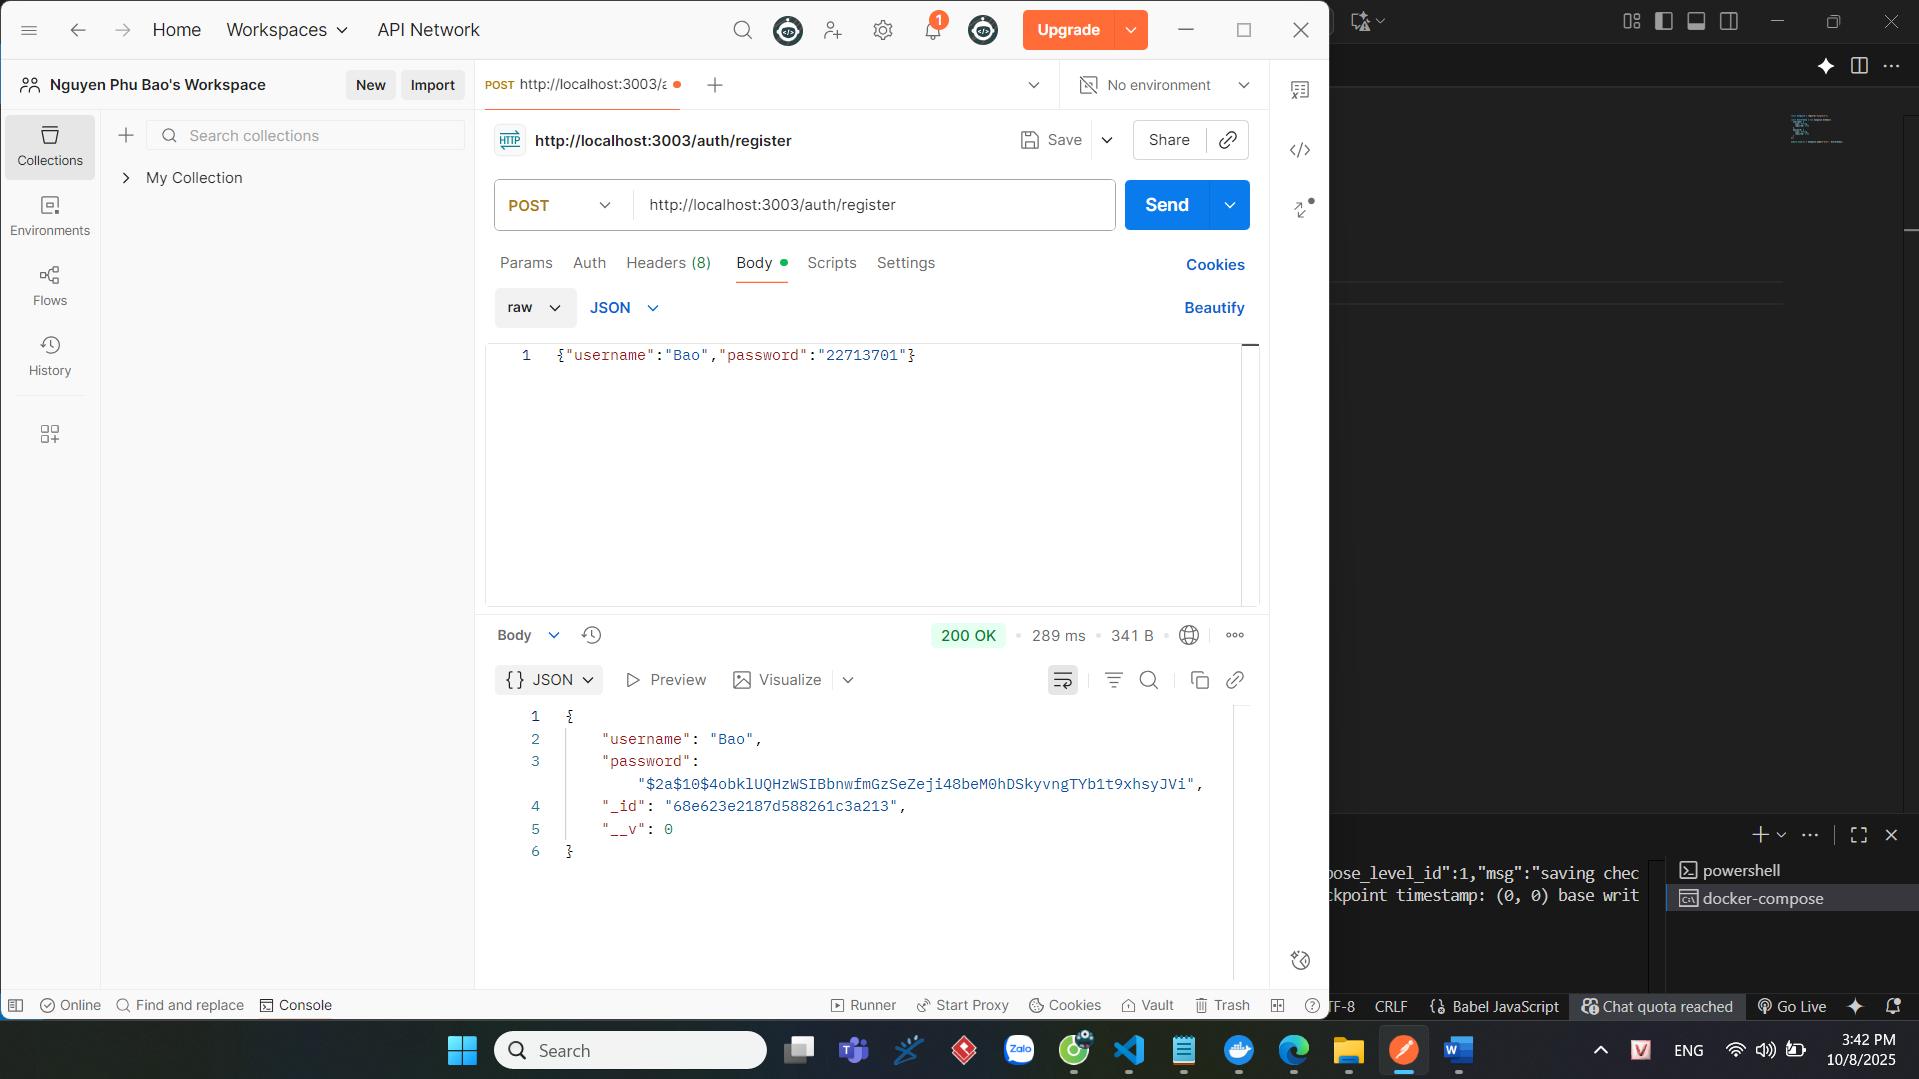 Home Workspaces API Network 1 Upgrade
Nguyen Phu Bao's Workspace New Import
POST http://localhost:3003/a No environment
Collections
Search collections
My Collection
Environments
Flows
History
HTTP http://localhost:3003/auth/register Save Share
POST http://localhost:3003/auth/register Send
Params Auth Headers (8) Body Scripts Settings Cookies
raw JSON Beautify
1 {"username":"Bao","password":"22713701"}
Body 200 OK 289 ms 341 B
{} JSON Preview Visualize
1 {
2 "username": "Bao",
3 "password":
"$2a$10$4obklUQHzWSIBbnwfmGzSeZeji48beM0hDSkyvngTYb1t9xhsyJVi",
4 "_id": "68e623e2187d588261c3a213",
5 "__v": 0
6 }
pose_level_id":1,"msg":"saving chec
ckpoint timestamp: (0, 0) base writ
powershell
docker-compose
Online Find and replace Console Runner Start Proxy Cookies Vault Trash
TF-8 CRLF {} Babel JavaScript Chat quota reached Go Live
Search Zalo
V ENG 3:42 PM
10/8/2025